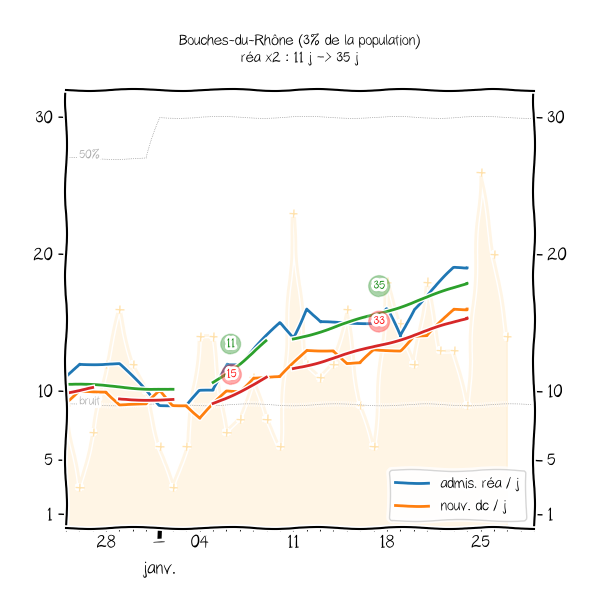 Bouches-du-Rhône (3% de la population)
réa x2 : 11 j -> 35 j
30 30
50%
20 20
35
33
11
15
10 10
bruit
5 5
admis. réa / j
nouv. dc / j
1 1
28 04 11 18 25
janv.